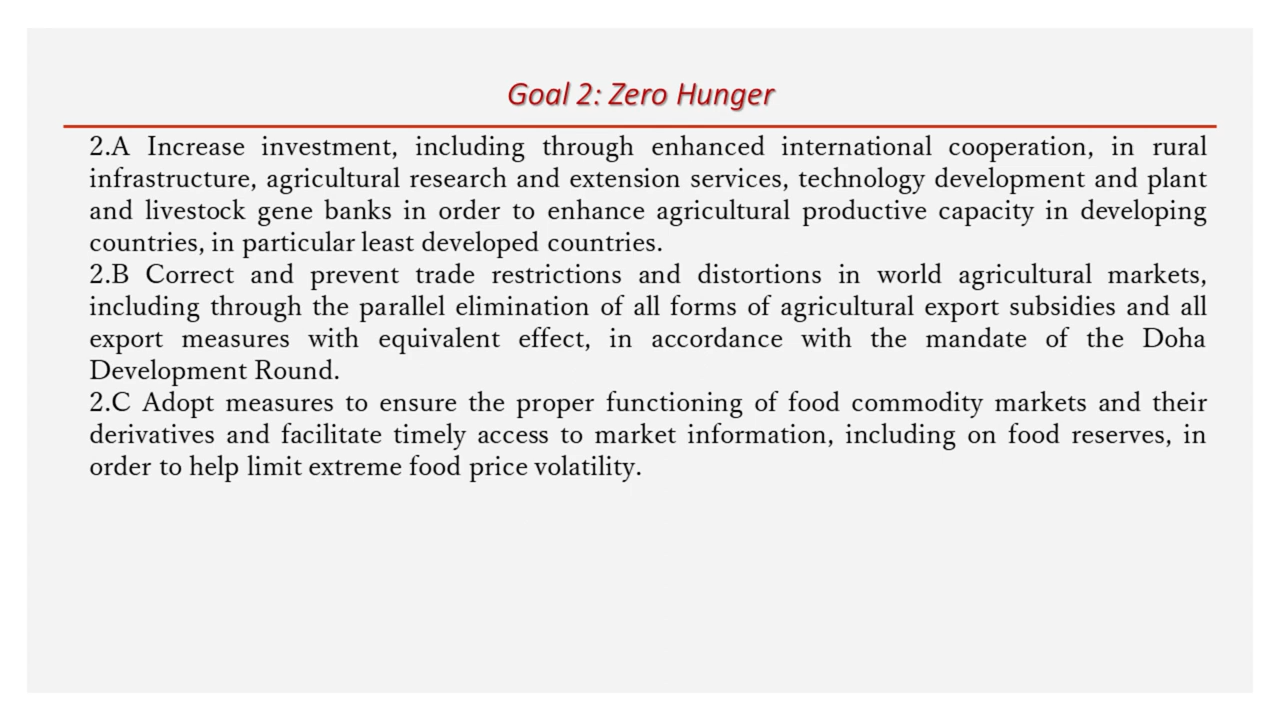 Goal 2: Zero Hunger
2.A Increase investment, including through enhanced international cooperation, in rural
infrastructure, agricultural research and extension services, technology development and plant
and livestock gene banks in order to enhance agricultural productive capacity in developing
countries, in particular least developed countries.
2.B Correct and prevent trade restrictions and distortions in world agricultural markets,
including through the parallel elimination of all forms of agricultural export subsidies and all
export measures with equivalent effect, in accordance with the mandate of the Doha
Development Round.
2.C Adopt measures to ensure the proper functioning of food commodity markets and their
derivatives and facilitate timely access to market information, including on food reserves, in
order to help limit extreme food price volatility.